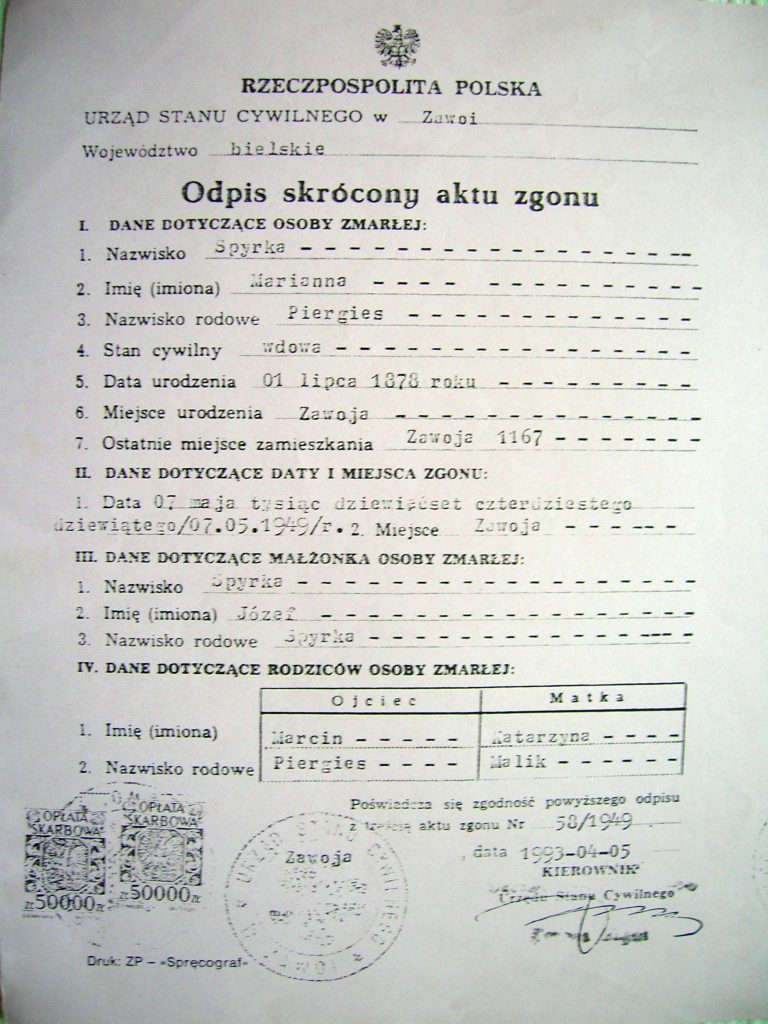 RZECZPOSPOLITA POLSKA
URZĄD STANU CYWILNEGO w Zawoi
Województwo bielskie
Odpis skrócony aktu zgonu
I. DANE DOTYCZĄCE OSOBY ZMARŁEJ:
1. Nazwisko Spyrka - - - - - - - - - - - - - - - - --
2. Imię (imiona) Marianna - - - - - - - - - - - - -
3. Nazwisko rodowe Piergies - - - - - - - - - - - -
4. Stan cywilny wdowa - - - - - - - - - - - - - - -
5. Data urodzenia 01 lipca 1878 roku - - - - - - - -
6. Miejsce urodzenia Zawoja - - - - - - - - - - - - -
7. Ostatnie miejsce zamieszkania Zawoja 1167 - - - - - - -
II. DANE DOTYCZĄCE DATY I MIEJSCA ZGONU:
1. Data 07 maja tysiąc dziewięćset czterdziestego
dziewiątego/07.05.1949/r. 2. Miejsce Zawoja - - - -- -
III. DANE DOTYCZĄCE MAŁŻONKA OSOBY ZMARŁEJ:
1. Nazwisko Spyrka - - - - - - - - - - - - - - - - -
2. Imię (imiona) Józef - - - - - - - - - - - - - - - -
3. Nazwisko rodowe Spyrka - - - - - - - - - - - --- -
IV. DANE DOTYCZĄCE RODZICÓW OSOBY ZMARŁEJ:
Ojciec Matka
1. Imię (imiona) Marcin - - - - - Katarzyna - - - -
2. Nazwisko rodowe Piergies - - - - Malik - - - - - -
Poświadcza się zgodność powyższego odpisu
z treścią aktu zgonu Nr 58/1949
Zawoja, data 1993-04-05
KIEROWNIK
Urzędu Stanu Cywilnego
OPŁATA SKARBOWA
zł 50000
OPŁATA SKARBOWA
zł 50000
URZĄD STANU CYWILNEGO
Druk: ZP – «Spręcograf»